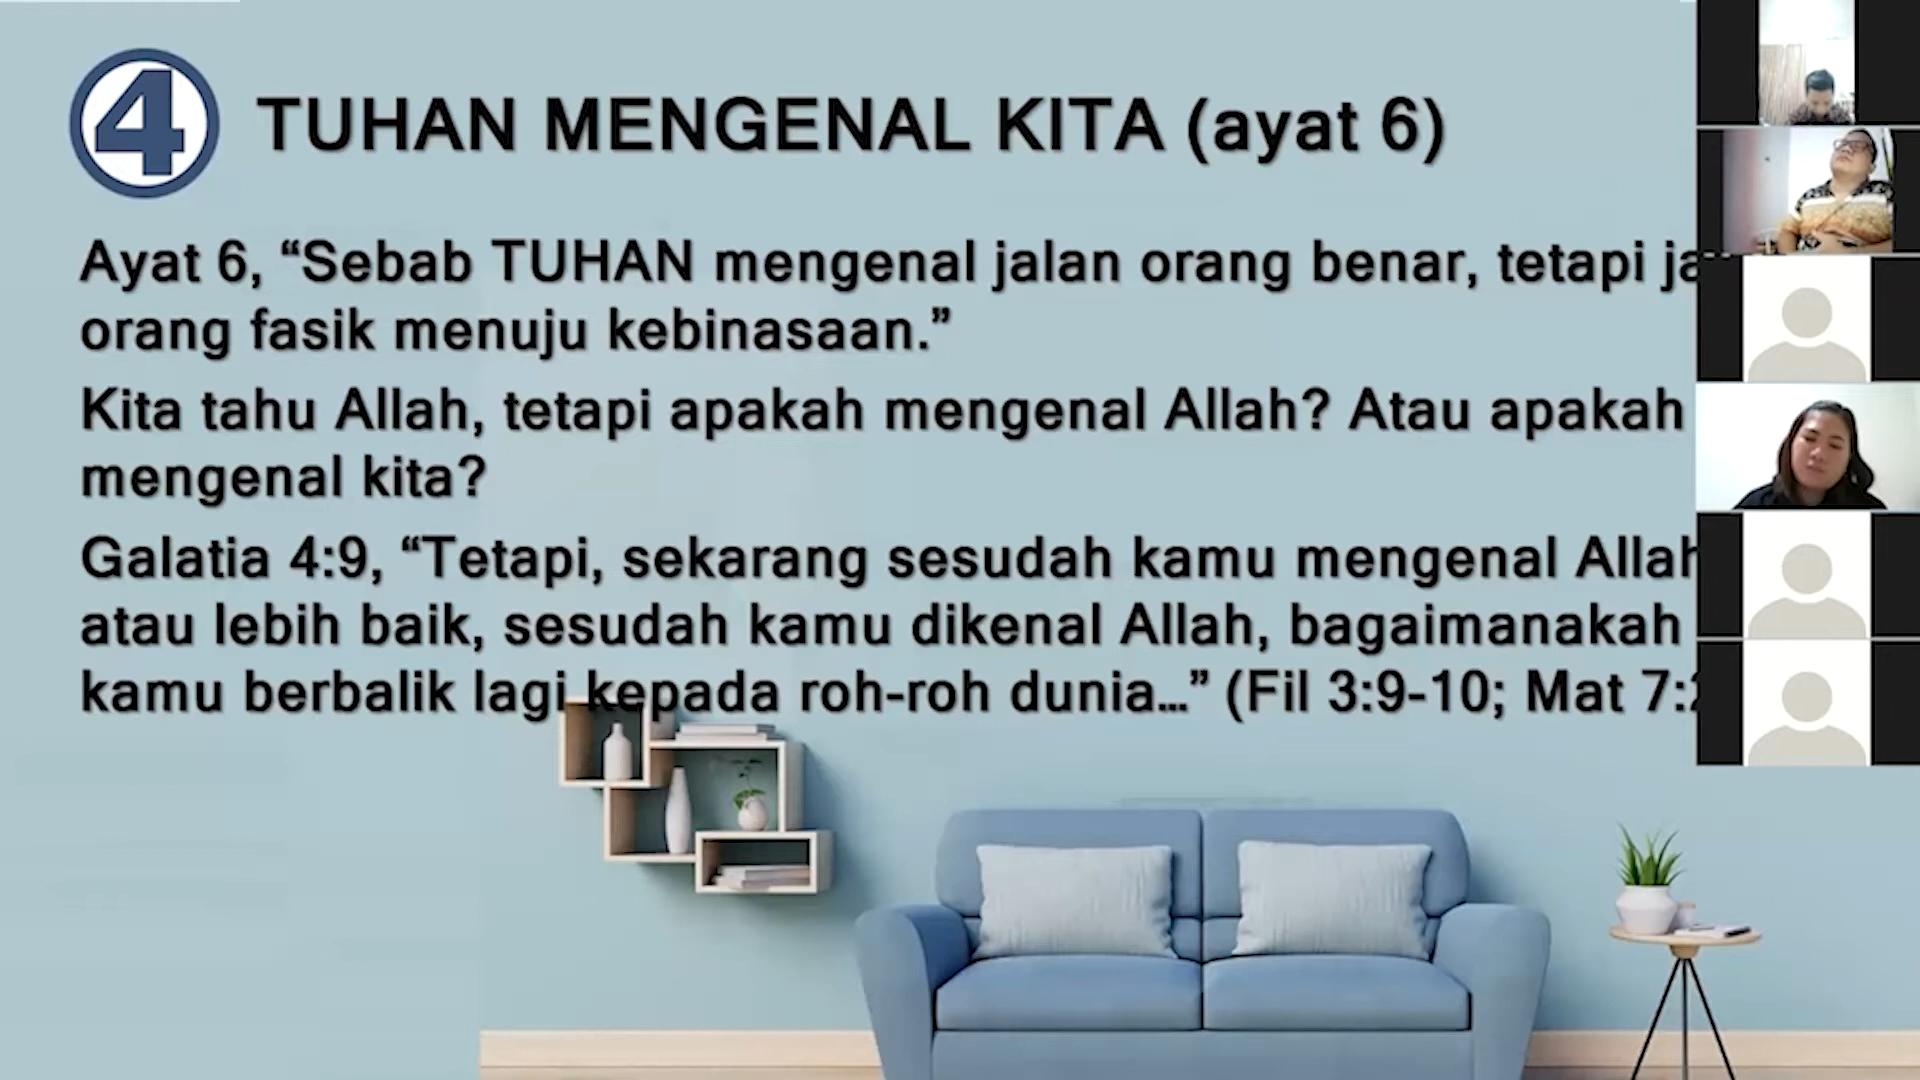 4
TUHAN MENGENAL KITA (ayat 6)
Ayat 6, “Sebab TUHAN mengenal jalan orang benar, tetapi
orang fasik menuju kebinasaan.”
Kita tahu Allah, tetapi apakah mengenal Allah? Atau apakah
mengenal kita?
Galatia 4:9, “Tetapi, sekarang sesudah kamu mengenal Allah
atau lebih baik, sesudah kamu dikenal Allah, bagaimanakah
kamu berbalik lagi kepada roh-roh dunia…” (Fil 3:9-10; Mat